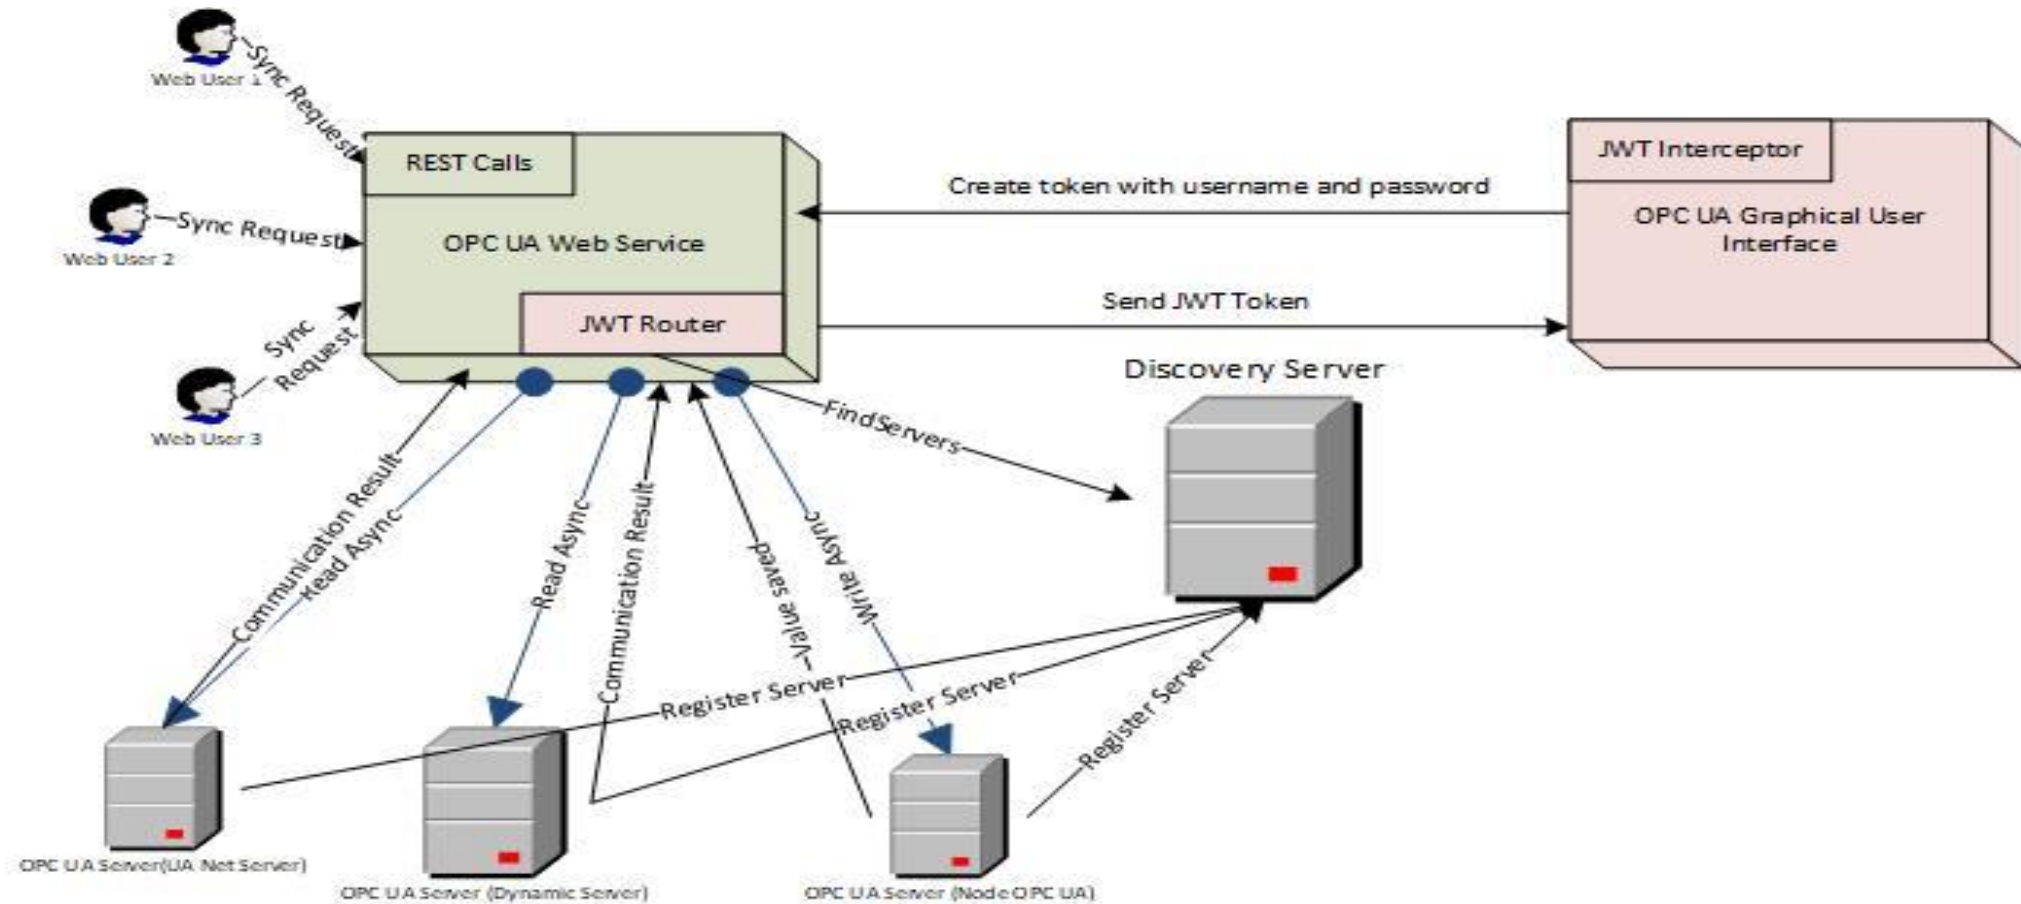 Web User 1
Sync Request
Web User 2
Sync Request
Web User 3
Sync
Request
REST Calls
OPC UA Web Service
JWT Router
Create token with username and password
Send JWT Token
JWT Interceptor
OPC UA Graphical User
Interface
Discovery Server
FindServers
Communication Result
Read Async
Read Async
Communication Result
Value saved
Write Async
Register Server
Register Server
Register Server
OPC UA Server(UA Net Server)
OPC UA Server (Dynamic Server)
OPC UA Server (Node OPC UA)